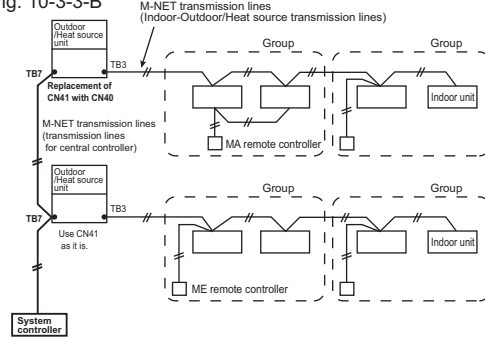 ig. 10-3-3-B
M-NET transmission lines
(Indoor-Outdoor/Heat source transmission lines)
Outdoor
/Heat source
unit
TB3
TB7
Replacement of
CN41 with CN40
Group
Group
Indoor unit
MA remote controller
M-NET transmission lines
(transmission lines
for central controller)
Outdoor
/Heat source
unit
TB3
TB7
Use CN41
as it is.
Group
Group
Indoor unit
ME remote controller
System
controller